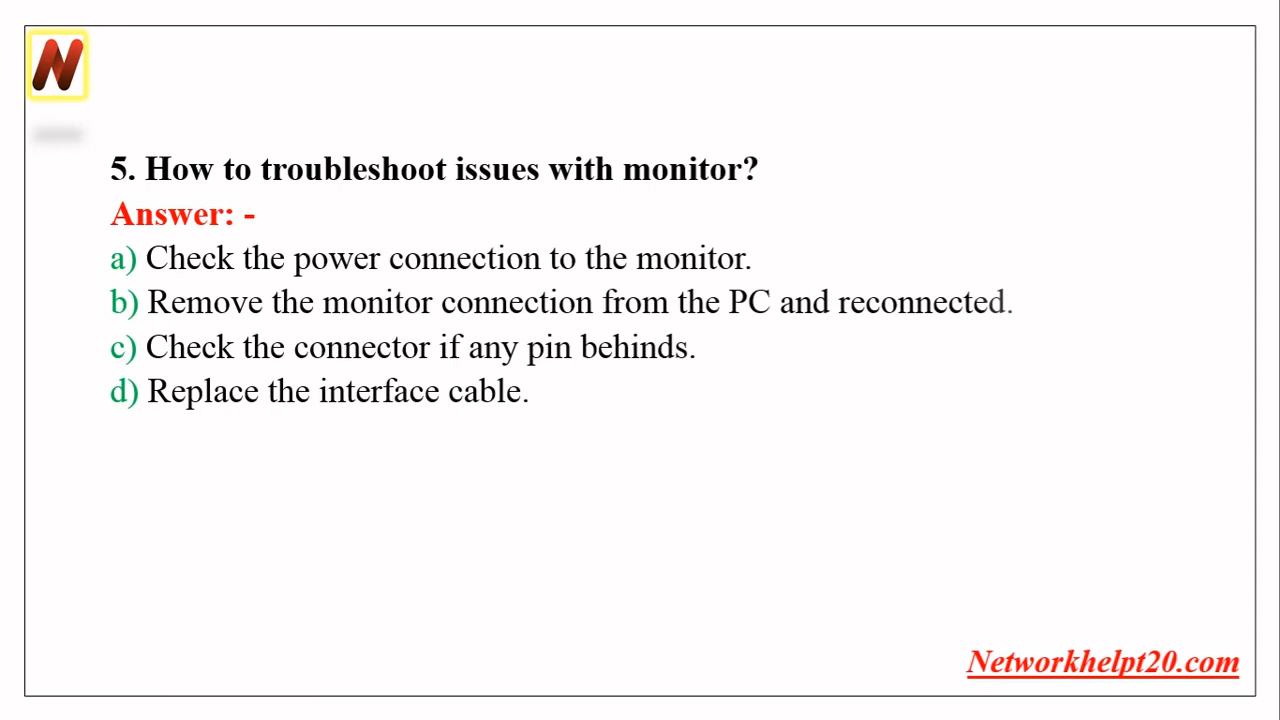 N
5. How to troubleshoot issues with monitor?
Answer: -
a) Check the power connection to the monitor.
b) Remove the monitor connection from the PC and reconnected.
c) Check the connector if any pin behinds.
d) Replace the interface cable.
Networkhelpt20.com